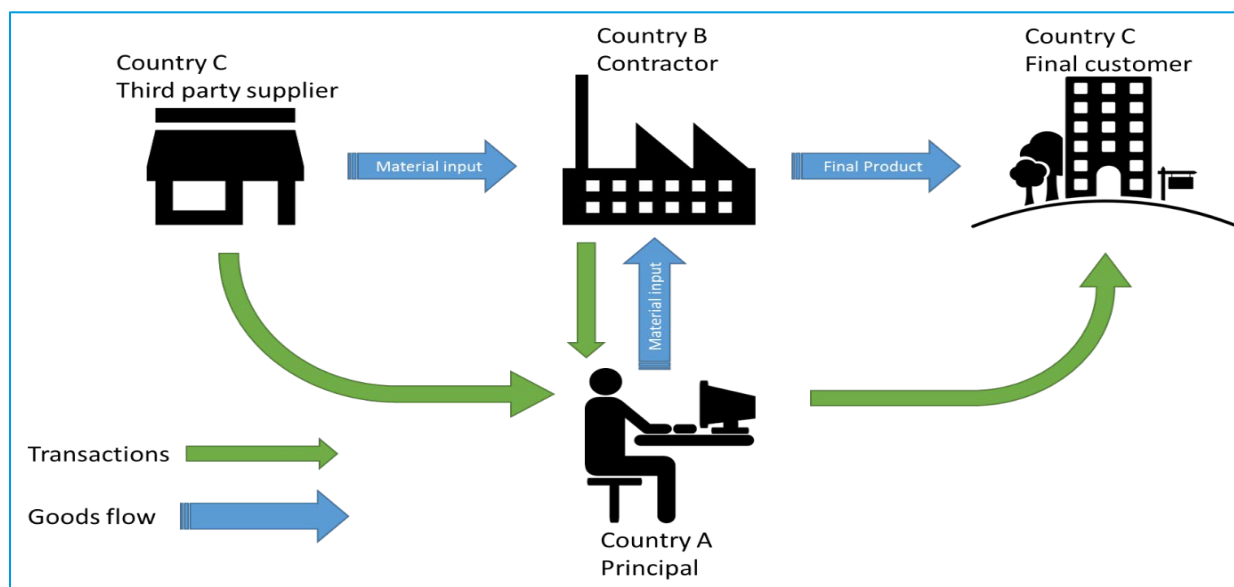 Country C
Third party supplier
Country B
Contractor
Country C
Final customer
Material input
Final Product
Material input
Transactions
Goods flow
Country A
Principal